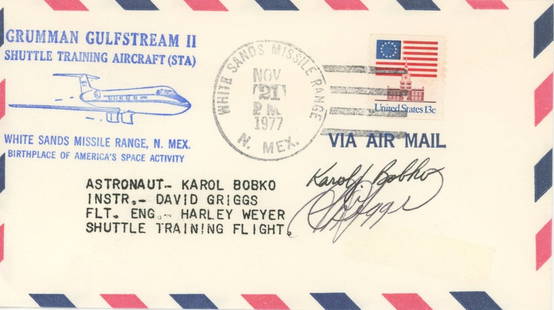 GRUMMAN GULFSTREAM II
SHUTTLE TRAINING AIRCRAFT (STA)
WHITE SANDS MISSILE RANGE, N. MEX.
BIRTHPLACE OF AMERICA'S SPACE ACTIVITY
WHITE SANDS MISSILE RANGE
NOV
21
P.M.
1977
N. MEX.
United States 13c
VIA AIR MAIL
ASTRONAUT- KAROL BOBKO
INSTR.- DAVID GRIGGS
FLT. ENG.- HARLEY WEYER
SHUTTLE TRAINING FLIGHT.
Karol J. Bobko
Griggs